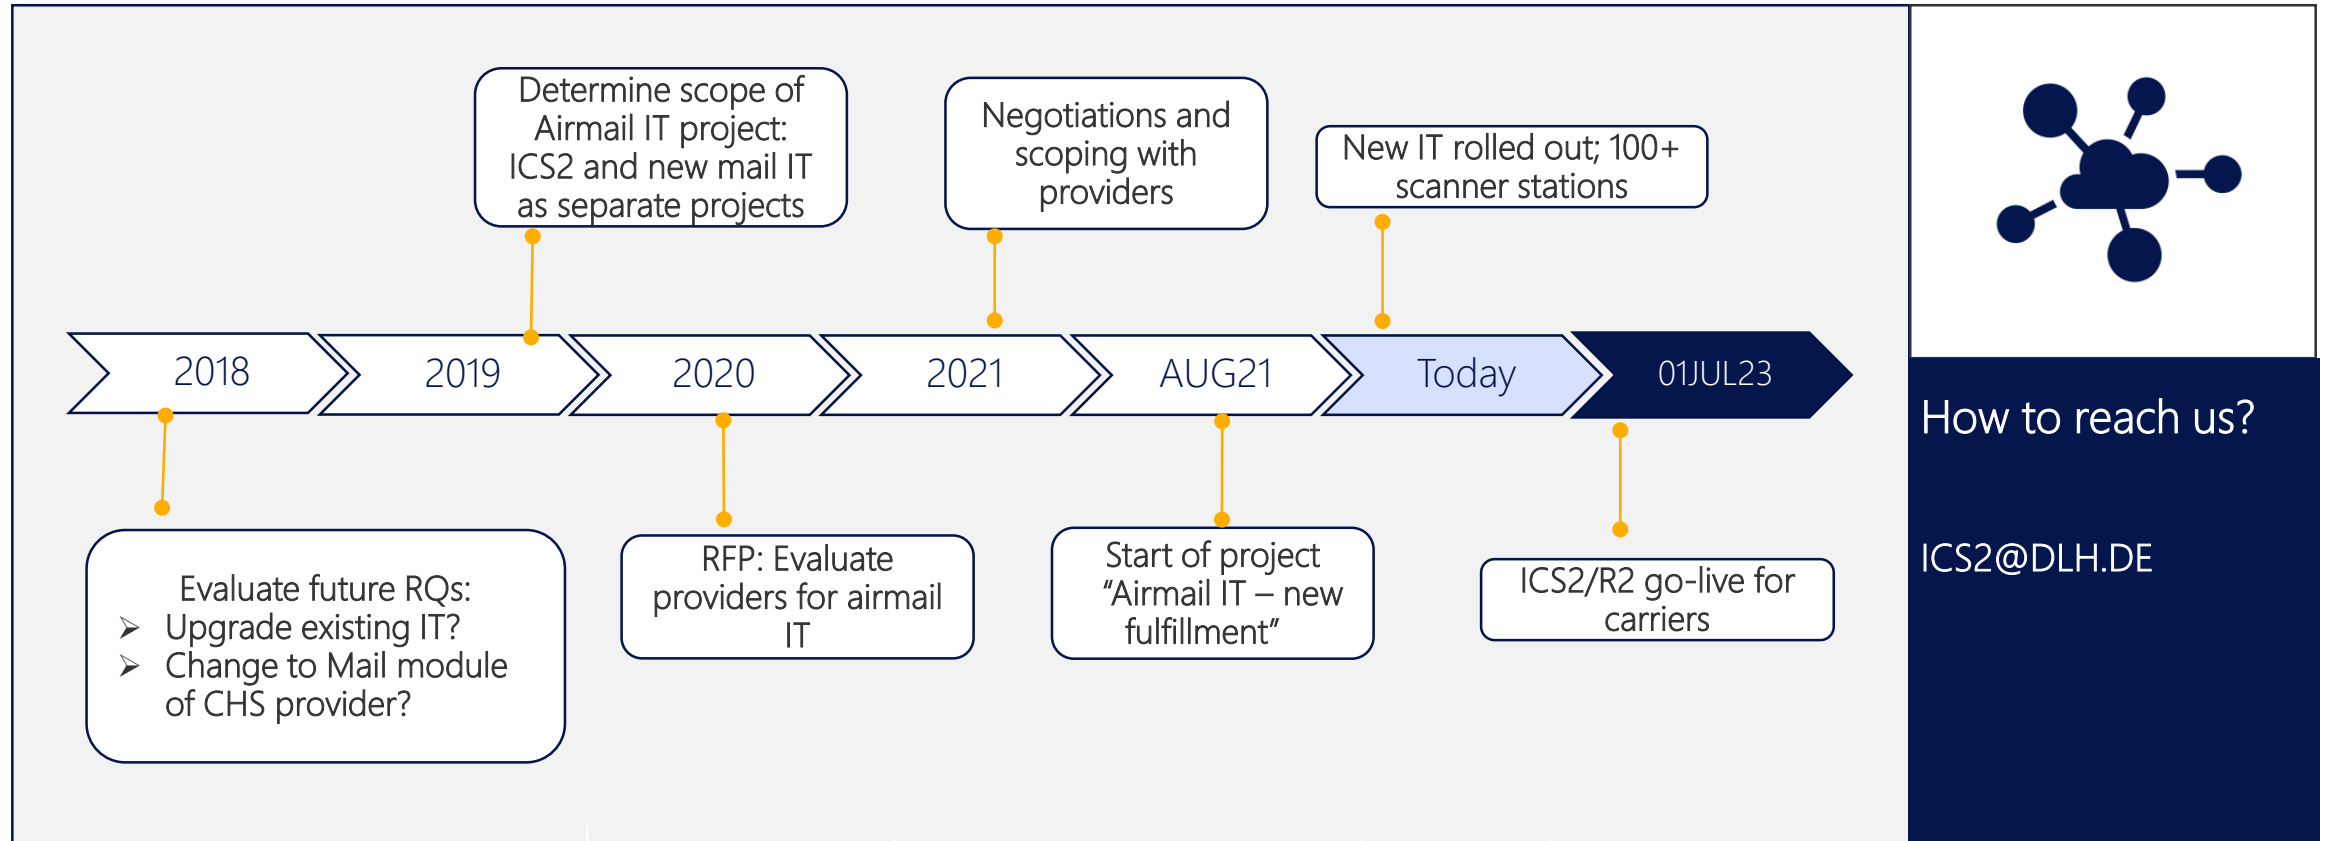 Determine scope of
Airmail IT project:
ICS2 and new mail IT
as separate projects
Negotiations and
scoping with
providers
New IT rolled out; 100+
scanner stations
2018
2019
2020
2021
AUG21
Today
01JUL23
Evaluate future RQs:
➢ Upgrade existing IT?
➢ Change to Mail module
of CHS provider?
RFP: Evaluate
providers for airmail
IT
Start of project
“Airmail IT – new
fulfillment”
ICS2/R2 go-live for
carriers
How to reach us?
ICS2@DLH.DE